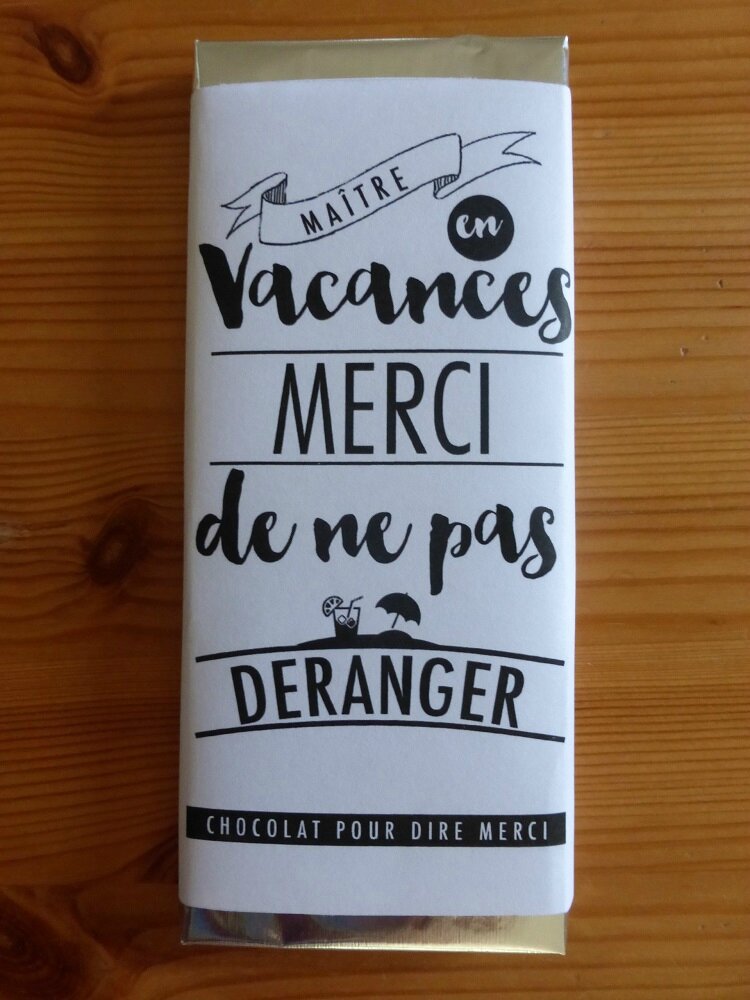 MAÎTRE
en
Vacances
MERCI
de ne pas
DERANGER
CHOCOLAT POUR DIRE MERCI